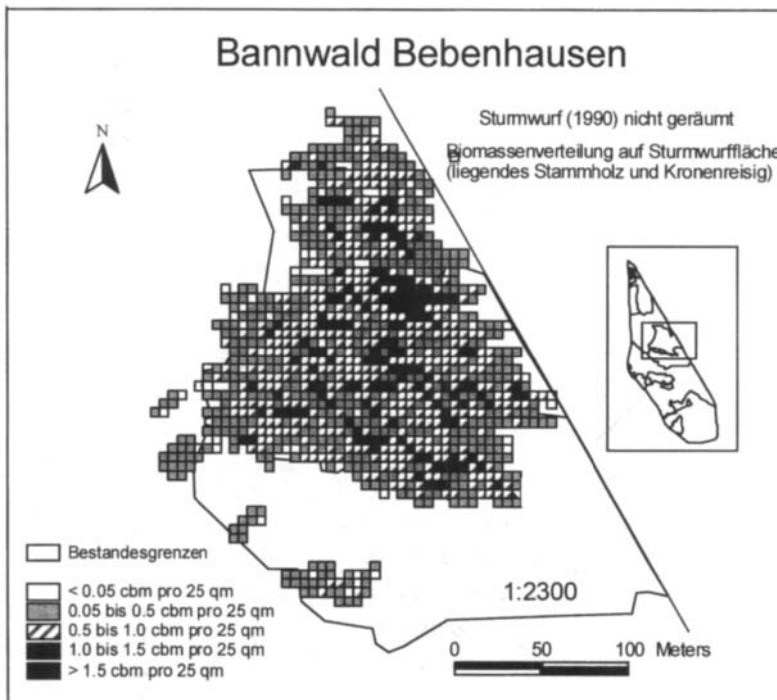 Bannwald Bebenhausen
N
Sturmwurf (1990) nicht geräumt
Biomassenverteilung auf Sturmwurffläche
(liegendes Stammholz und Kronenreisig)
Bestandesgrenzen
< 0.05 cbm pro 25 qm
0.05 bis 0.5 cbm pro 25 qm
0.5 bis 1.0 cbm pro 25 qm
1.0 bis 1.5 cbm pro 25 qm
> 1.5 cbm pro 25 qm
1:2300
0 50 100 Meters